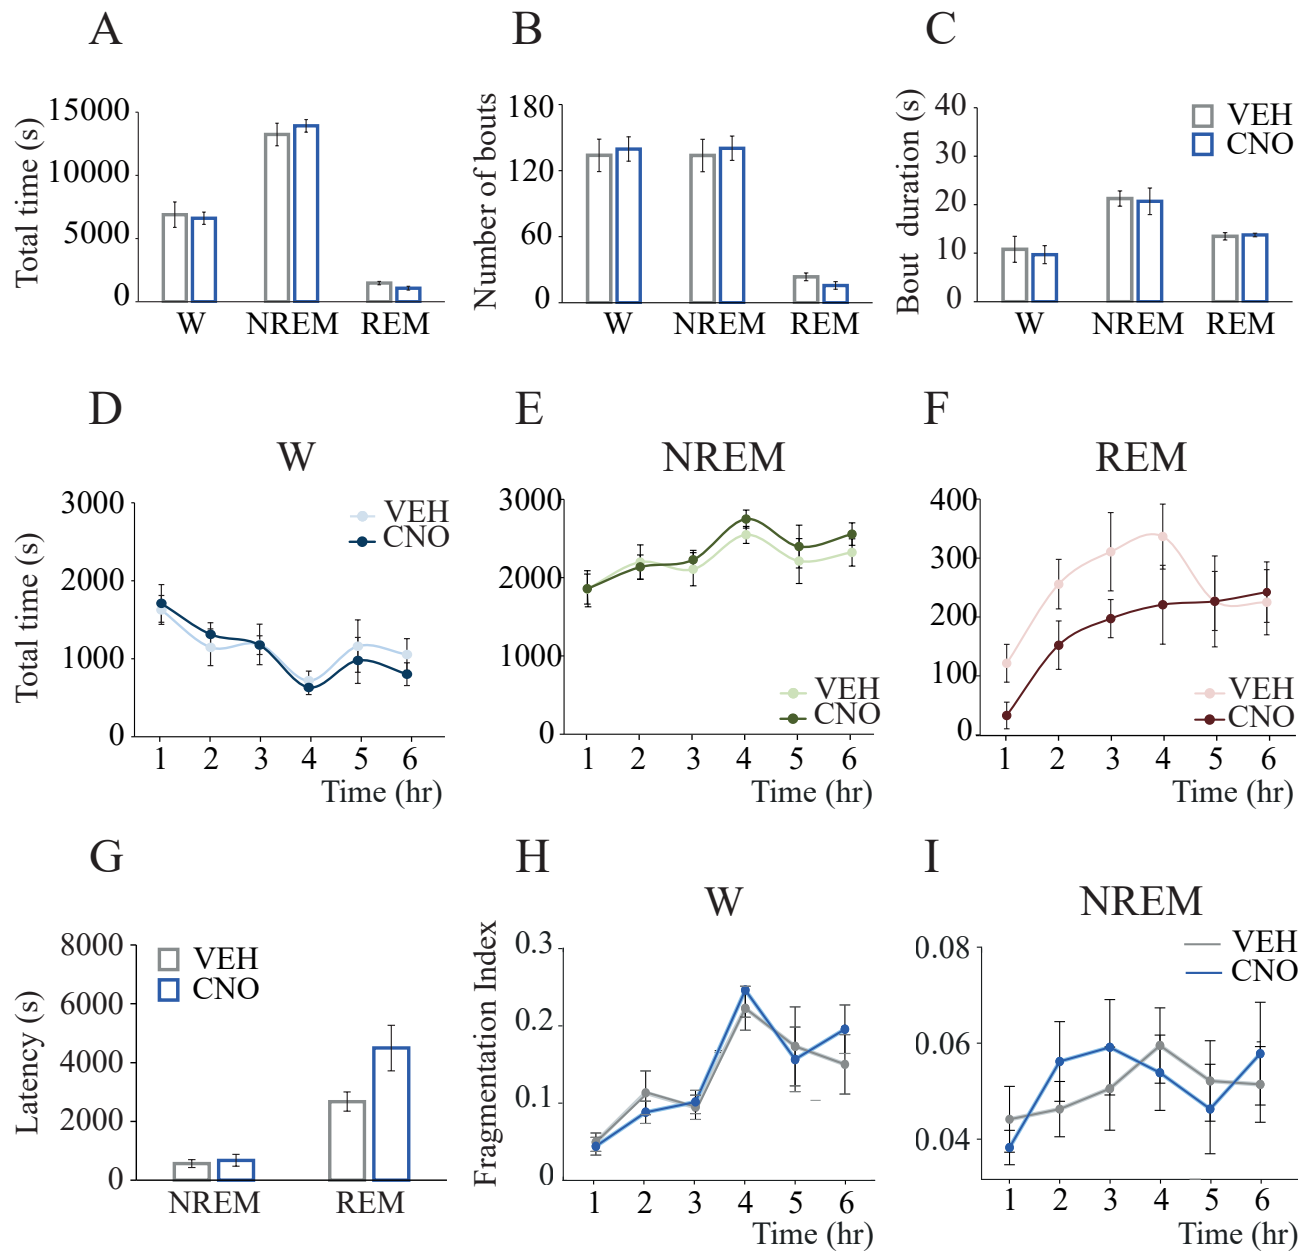 A
Total time (s)
15000
10000
5000
0
W NREM REM
B
Number of bouts
180
120
60
0
W NREM REM
C
Bout duration (s)
40
30
20
10
0
VEH
CNO
W NREM REM
D
W
Total time (s)
3000
2000
1000
0
VEH
CNO
1 2 3 4 5 6
Time (hr)
E
NREM
3000
2000
1000
0
VEH
CNO
1 2 3 4 5 6
Time (hr)
F
REM
400
300
200
100
0
VEH
CNO
1 2 3 4 5 6
Time (hr)
G
Latency (s)
8000
6000
4000
2000
0
VEH
CNO
NREM REM
H
W
Fragmentation Index
0.3
0.2
0.1
0
1 2 3 4 5 6
Time (hr)
I
NREM
0.08
0.06
0.04
VEH
CNO
1 2 3 4 5 6
Time (hr)